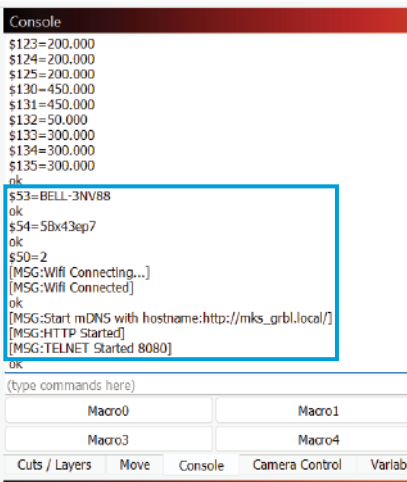 Console
$123=200.000
$124=200.000
$125=200.000
$130=450.000
$131=450.000
$132=50.000
$133=300.000
$134=300.000
$135=300.000
ok
$53=BELL-3NV88
ok
$54=5Bx43ep7
ok
$50=2
[MSG:Wifi Connecting...]
[MSG:Wifi Connected]
ok
[MSG:Start mDNS with hostname:http://mks_grbl.local/]
[MSG:HTTP Started]
[MSG:TELNET Started 8080]
ok
(type commands here)
Macro0 Macro1
Macro3 Macro4
Cuts / Layers Move Console Camera Control Variab